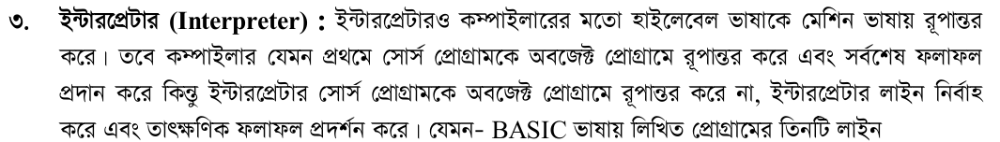 ৩. ইন্টারপ্রেটার (Interpreter) : ইন্টারপ্রেটারও কম্পাইলারের মতো হাইলেবেল ভাষাকে মেশিন ভাষায় রূপান্তর
করে। তবে কম্পাইলার যেমন প্রথমে সোর্স প্রোগ্রামকে অবজেক্ট প্রোগ্রামে রূপান্তর করে এবং সর্বশেষ ফলাফল
প্রদান করে কিন্তু ইন্টারপ্রেটার সোর্স প্রোগ্রামকে অবজেক্ট প্রোগ্রামে রূপান্তর করে না, ইন্টারপ্রেটার লাইন নির্বাহ
করে এবং তাৎক্ষণিক ফলাফল প্রদর্শন করে। যেমন- BASIC ভাষায় লিখিত প্রোগ্রামের তিনটি লাইন